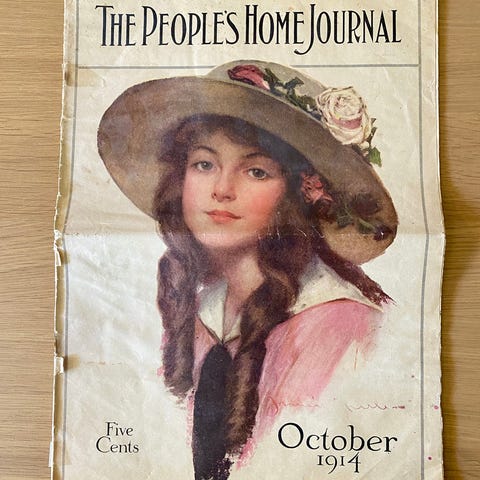 THE PEOPLE'S HOME JOURNAL
Five
Cents
October
1914